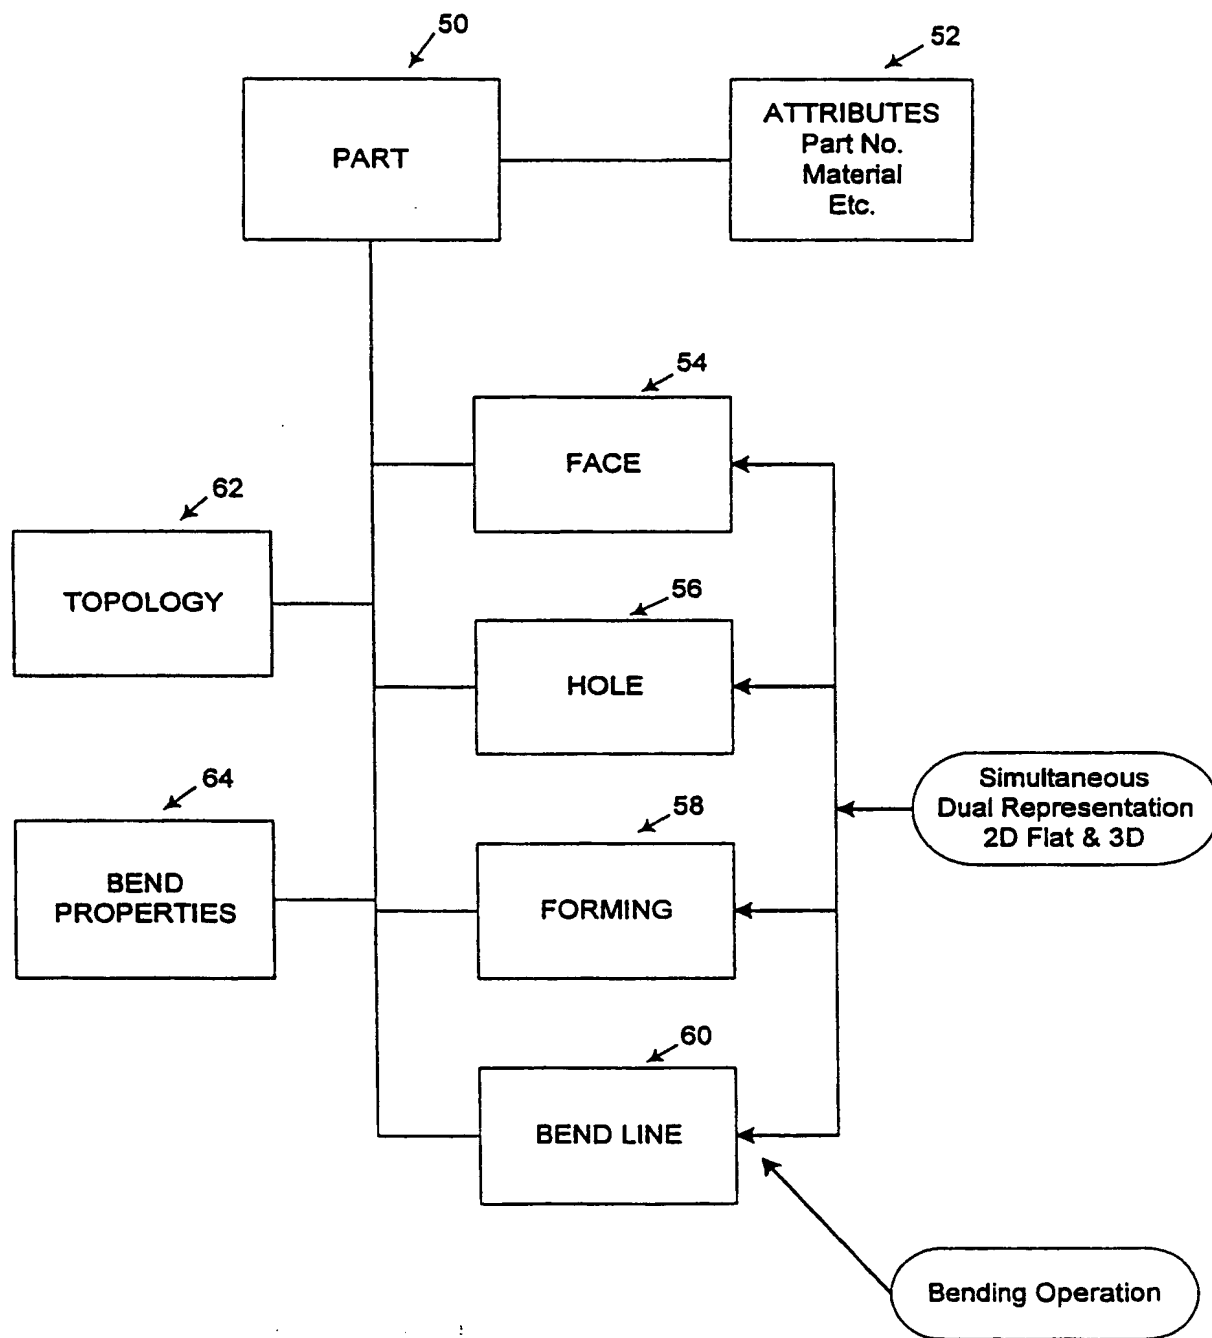 50
52
PART
ATTRIBUTES
Part No.
Material
Etc.
54
FACE
62
TOPOLOGY
56
HOLE
64
BEND
PROPERTIES
58
FORMING
Simultaneous
Dual Representation
2D Flat & 3D
60
BEND LINE
Bending Operation